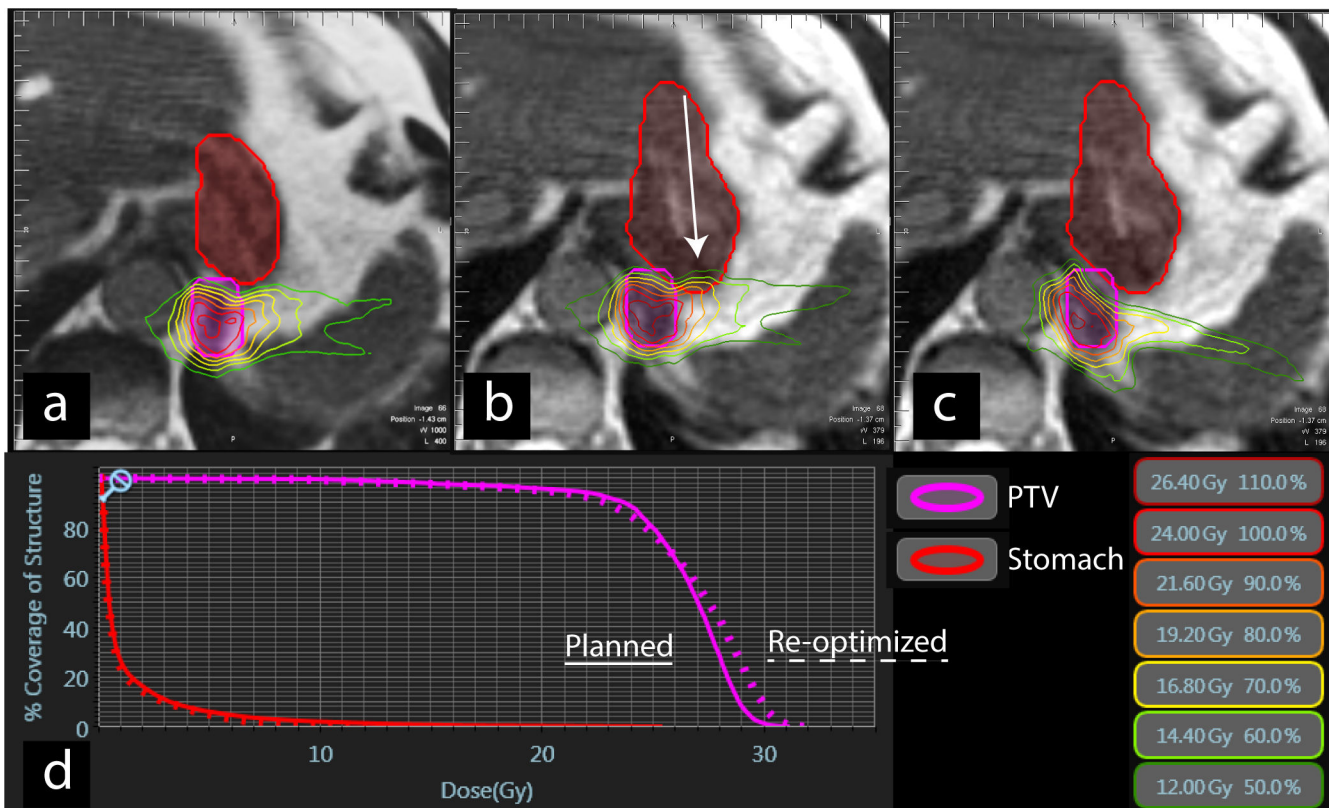 a
Image 66
Position -1.43 cm
W 1000
L 400
P
b
Image 68
Position -1.37 cm
W 379
L 196
P
c
Image 68
Position -1.37 cm
W 379
L 196
P
% Coverage of Structure
80
60
40
20
0
10
20
30
Dose(Gy)
Planned
Re-optimized
d
PTV
Stomach
26.40 Gy 110.0 %
24.00 Gy 100.0 %
21.60 Gy 90.0 %
19.20 Gy 80.0 %
16.80 Gy 70.0 %
14.40 Gy 60.0 %
12.00 Gy 50.0 %